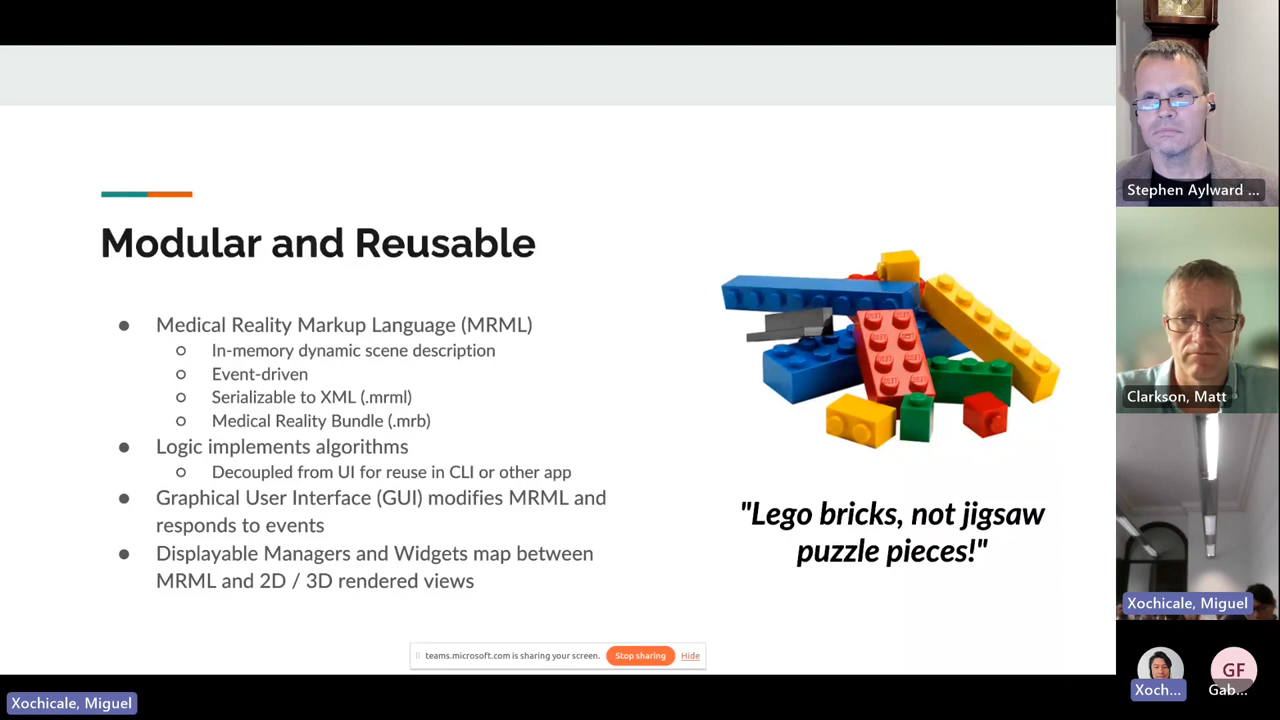 Modular and Reusable
● Medical Reality Markup Language (MRML)
○ In-memory dynamic scene description
○ Event-driven
○ Serializable to XML (.mrml)
○ Medical Reality Bundle (.mrb)
● Logic implements algorithms
○ Decoupled from UI for reuse in CLI or other app
● Graphical User Interface (GUI) modifies MRML and
responds to events
● Displayable Managers and Widgets map between
MRML and 2D / 3D rendered views
"Lego bricks, not jigsaw
puzzle pieces!"
teams.microsoft.com is sharing your screen. Stop sharing Hide
Xochicale, Miguel
Stephen Aylward ...
Clarkson, Matt
Xochicale, Miguel
Xoch...
GF
Gab...